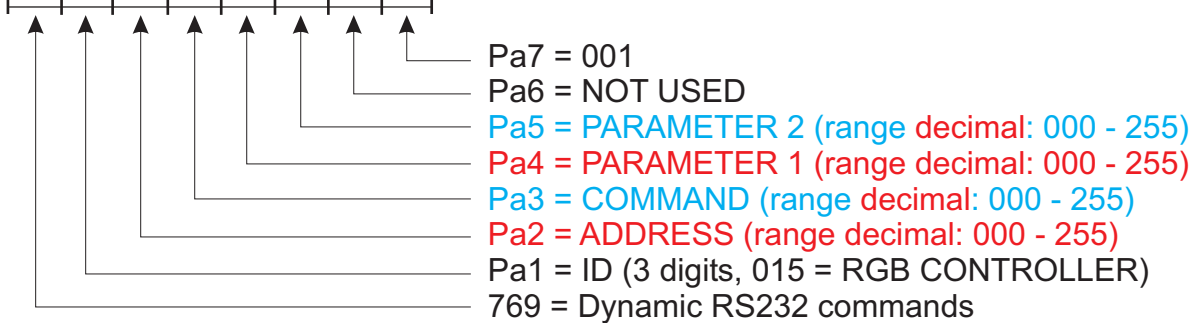 Pa7 = 001
Pa6 = NOT USED
Pa5 = PARAMETER 2 (range decimal: 000 - 255)
Pa4 = PARAMETER 1 (range decimal: 000 - 255)
Pa3 = COMMAND (range decimal: 000 - 255)
Pa2 = ADDRESS (range decimal: 000 - 255)
Pa1 = ID (3 digits, 015 = RGB CONTROLLER)
769 = Dynamic RS232 commands